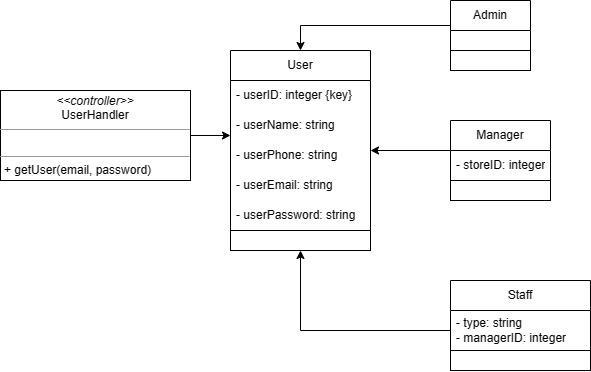 Admin
User
- userID: integer {key}
- userName: string
- userPhone: string
- userEmail: string
- userPassword: string
<<controller>>
UserHandler
+ getUser(email, password)
Manager
- storeID: integer
Staff
- type: string
- managerID: integer